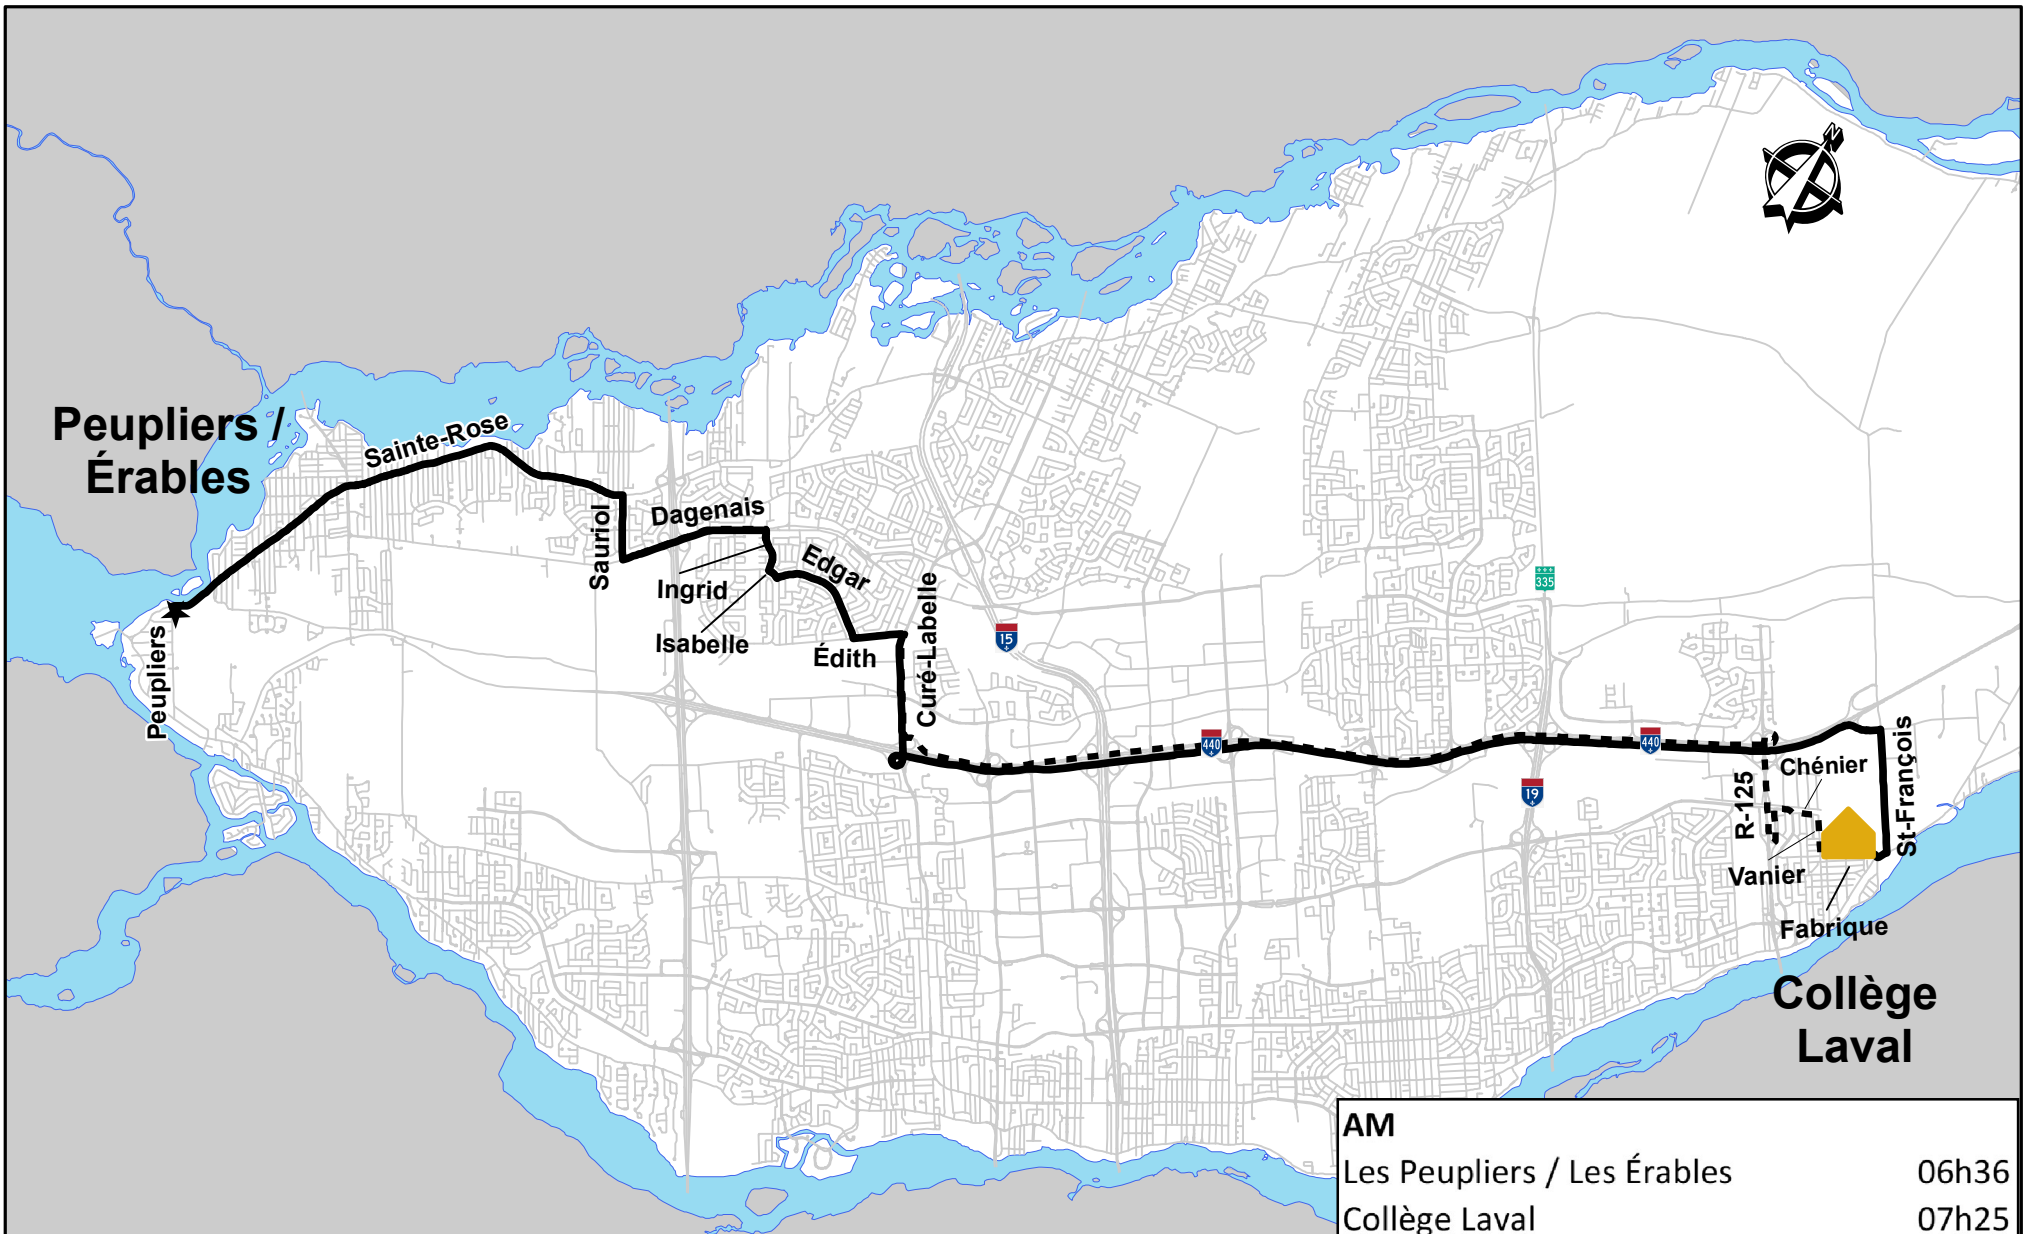 N
Peupliers /
Érables
Sainte-Rose
Sauriol
Dagenais
Ingrid
Isabelle
Edgar
Édith
Curé-Labelle
Peupliers
15
335
440
440
19
R-125
Chénier
St-François
Vanier
Fabrique
Collège
Laval
AM
Les Peupliers / Les Érables 06h36
Collège Laval 07h25